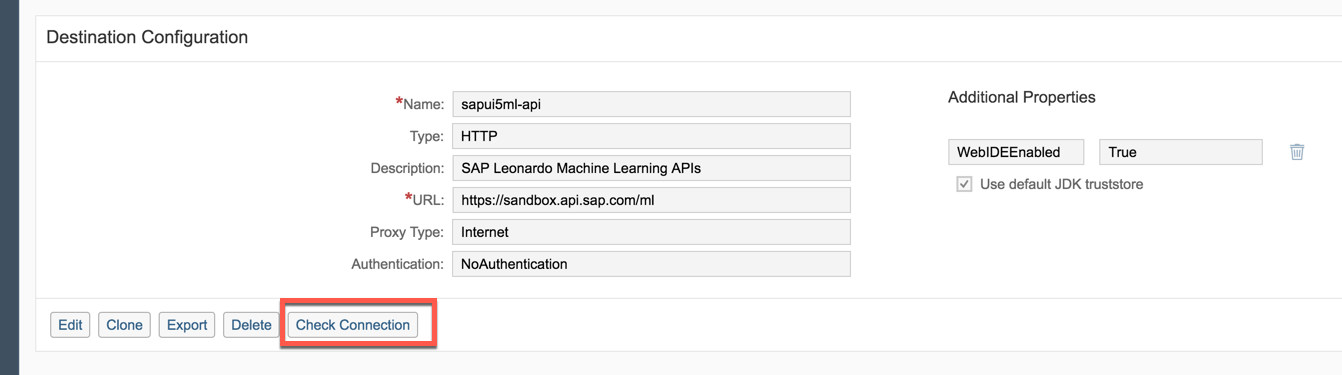 Destination Configuration
*Name: sapui5ml-api
Type: HTTP
Description: SAP Leonardo Machine Learning APIs
*URL: https://sandbox.api.sap.com/ml
Proxy Type: Internet
Authentication: NoAuthentication
Additional Properties
WebIDEEnabled True
Use default JDK truststore
Edit Clone Export Delete Check Connection